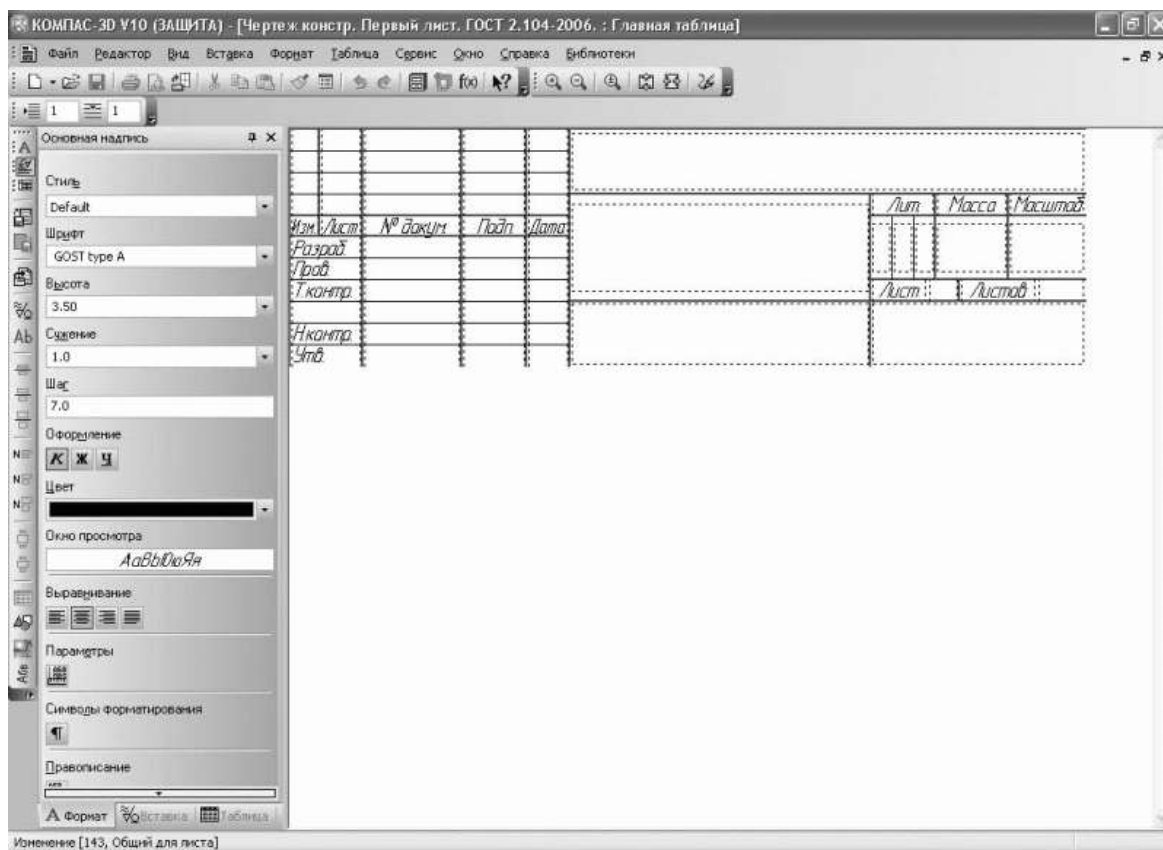 КОМПАС-3D V10 (ЗАЩИТА) - [Чертеж констр. Первый лист. ГОСТ 2.104-2006. : Главная таблица]
Файл Редактор Вид Вставка Формат Таблица Сервис Окно Справка Библиотеки
f(x)
1 1
Основная надпись
Стиль
Default
Шрифт
GOST type A
Высота
3.50
Сужение
1.0
Шаг
7.0
Оформление
К Ж Ч
Цвет
Окно просмотра
АаВbЮюЯя
Выравнивание
Параметры
Символы форматирования
¶
Правописание
А Формат Вставка Таблица
Изменение [143, Общий для листа]
Лит. Масса Масштаб
Изм. Лист № докум. Подп. Дата
Разраб.
Пров.
Т.контр. Лист Листов
Н.контр.
Утв.